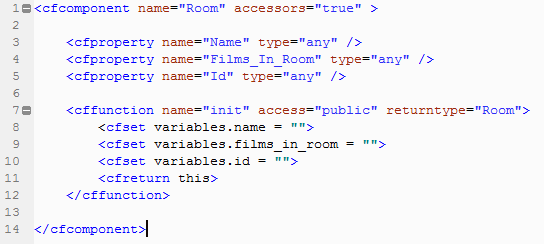 1 <cfcomponent name="Room" accessors="true" >
2
3 <cfproperty name="Name" type="any" />
4 <cfproperty name="Films_In_Room" type="any" />
5 <cfproperty name="Id" type="any" />
6
7 <cffunction name="init" access="public" returntype="Room">
8 <cfset variables.name = "">
9 <cfset variables.films_in_room = "">
10 <cfset variables.id = "">
11 <cfreturn this>
12 </cffunction>
13
14 </cfcomponent>